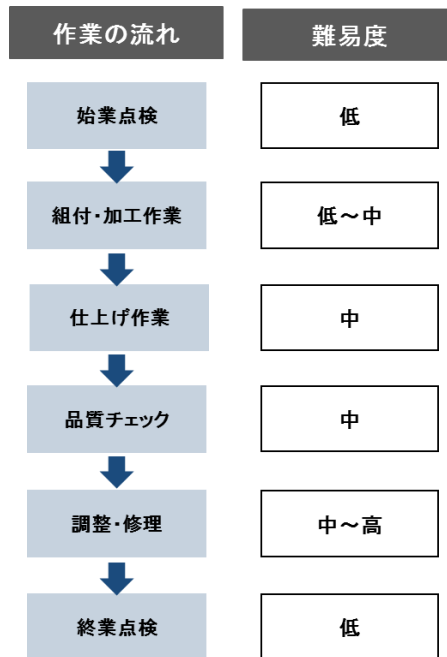 作業の流れ
難易度
始業点検
低
組付・加工作業
低～中
仕上げ作業
中
品質チェック
中
調整・修理
中～高
終業点検
低